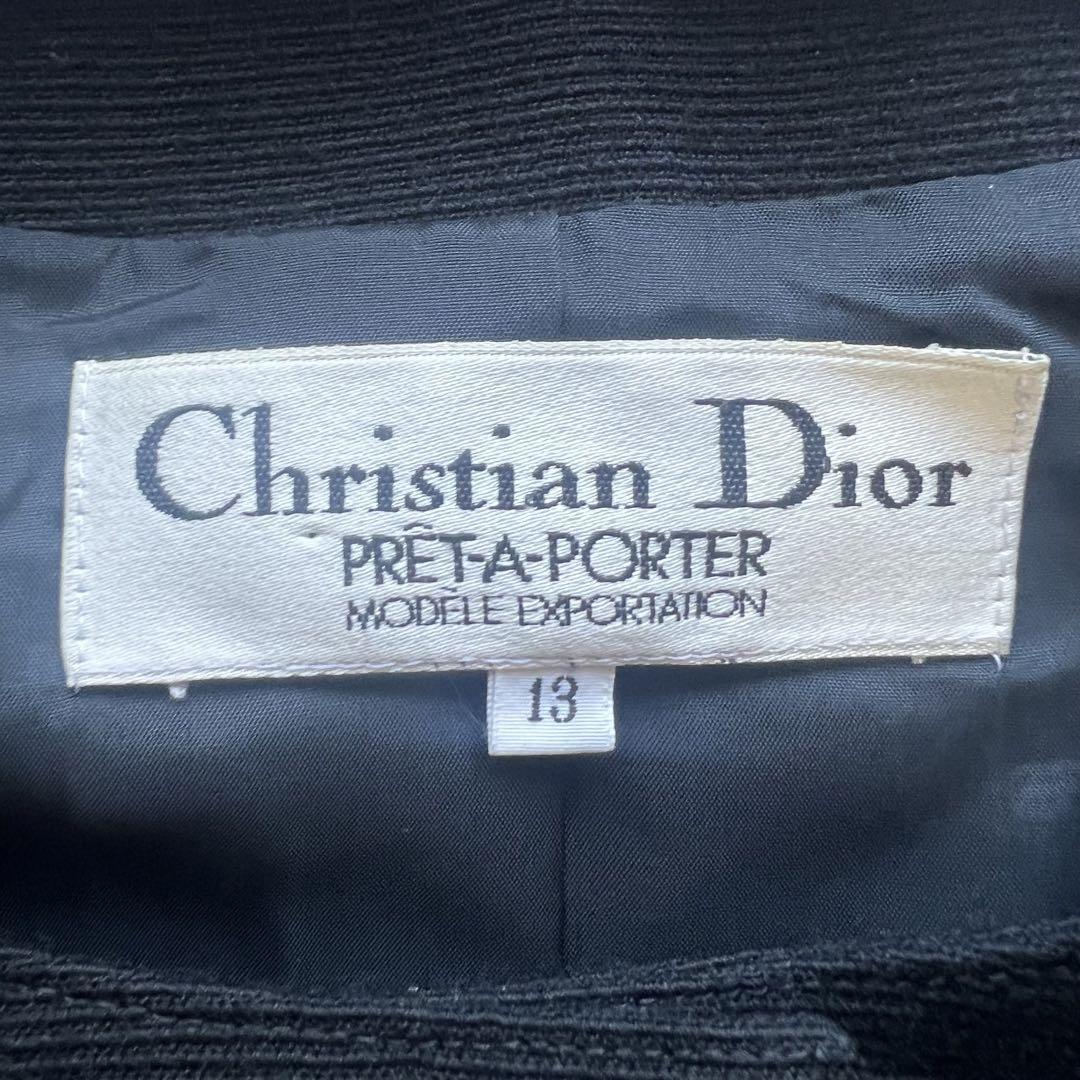 Christian Dior
PRÊT-A-PORTER
MODÈLE EXPORTATION
13